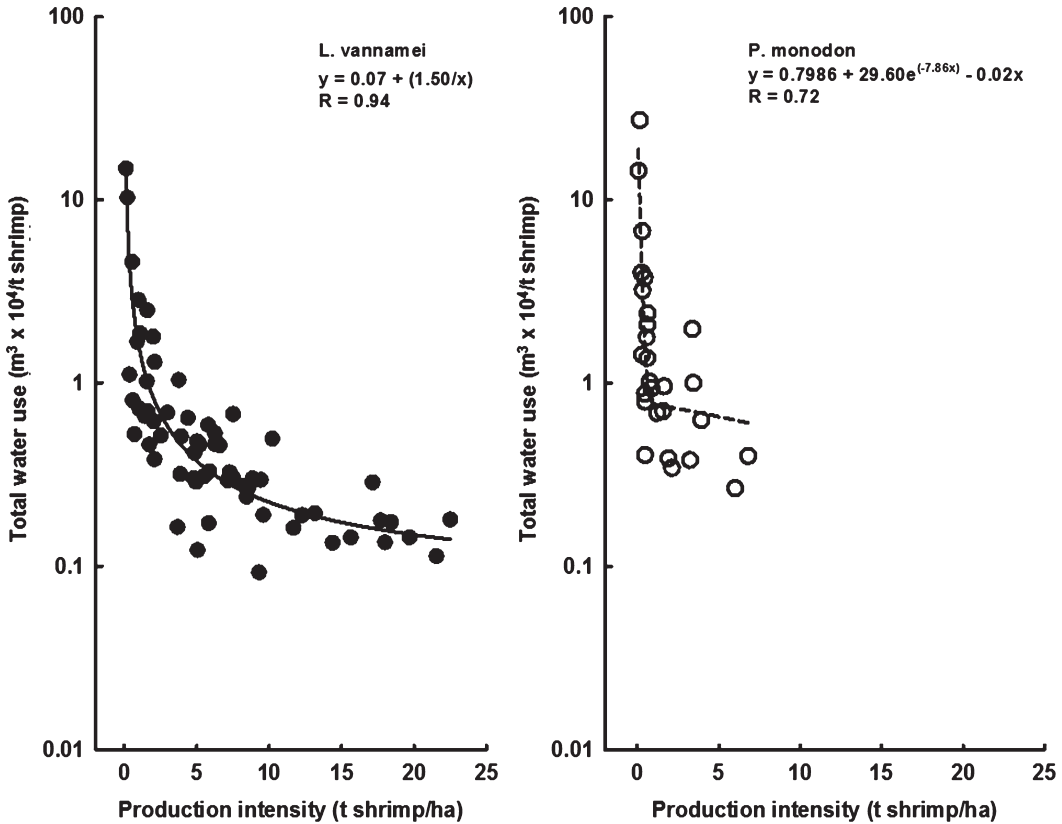 100
10
1
0.1
0.01
Total water use (m³ x 10⁴/t shrimp)
L. vannamei
y = 0.07 + (1.50/x)
R = 0.94
0 5 10 15 20 25
Production intensity (t shrimp/ha)
100
10
1
0.1
0.01
Total water use (m³ x 10⁴/t shrimp)
P. monodon
y = 0.7986 + 29.60e⁽⁻⁷·⁸⁶ˣ⁾ - 0.02x
R = 0.72
0 5 10 15 20 25
Production intensity (t shrimp/ha)